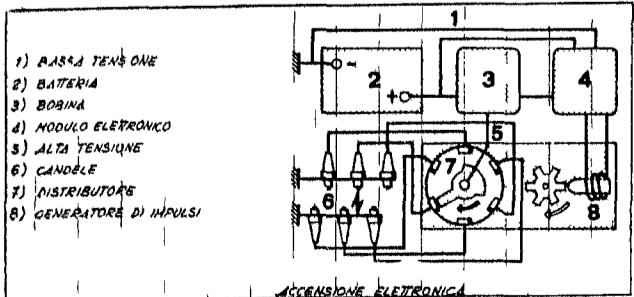 1) BASSA TENSIONE
2) BATTERIA
3) BOBINA
4) MODULO ELETTRONICO
5) ALTA TENSIONE
6) CANDELE
7) DISTRIBUTORE
8) GENERATORE DI IMPULSI
1
2
-
+
3
4
5
6
7
8
ACCENSIONE ELETTRONICA